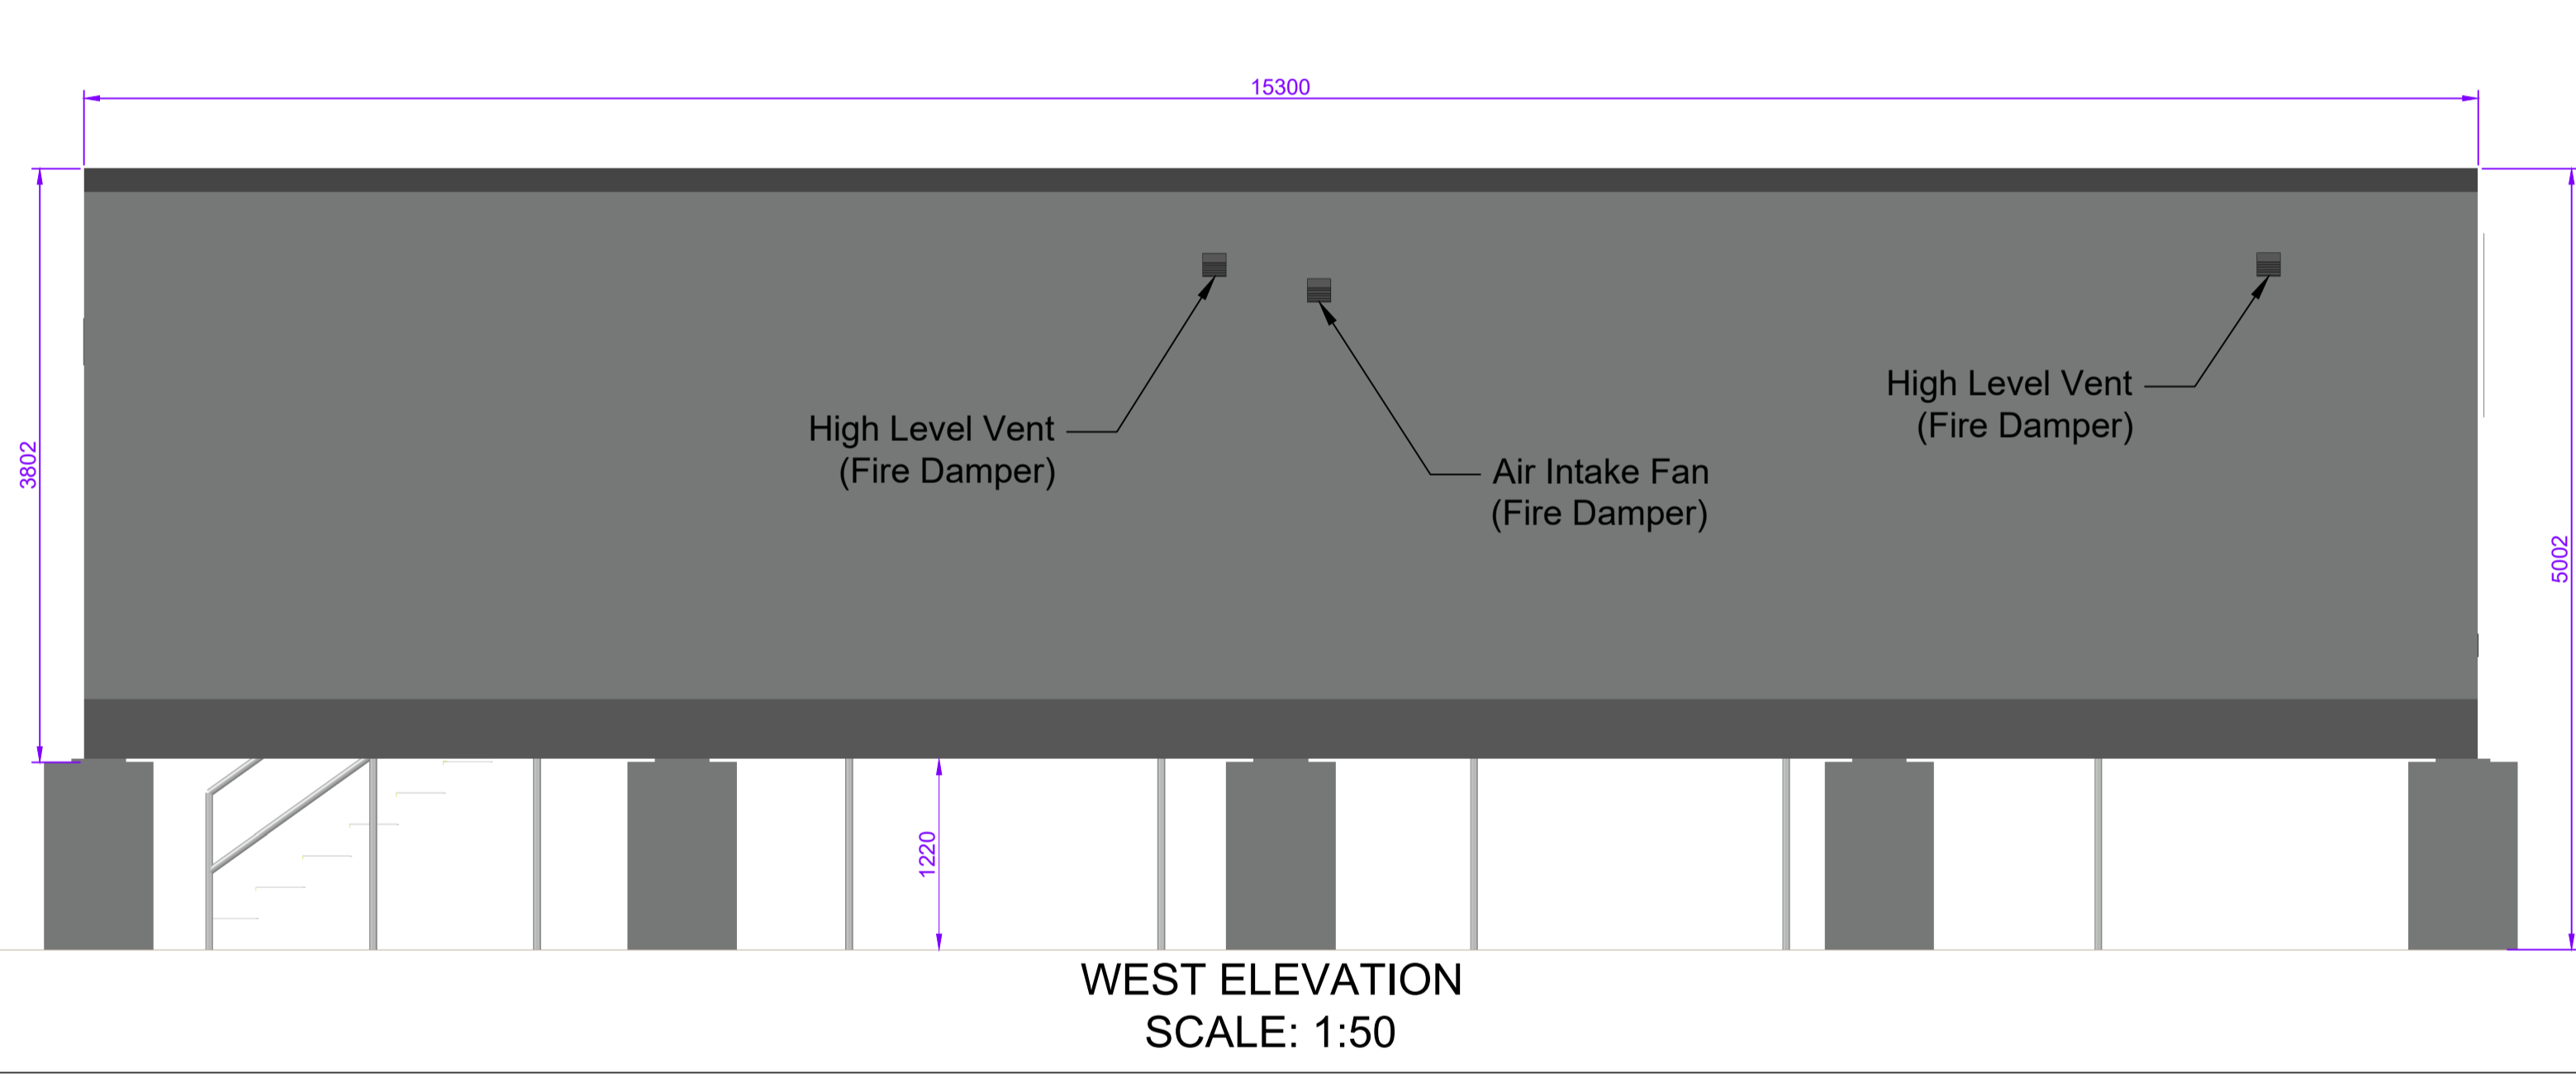 15300
High Level Vent
(Fire Damper)
Air Intake Fan
(Fire Damper)
High Level Vent
(Fire Damper)
3802
5002
1220
WEST ELEVATION
SCALE: 1:50